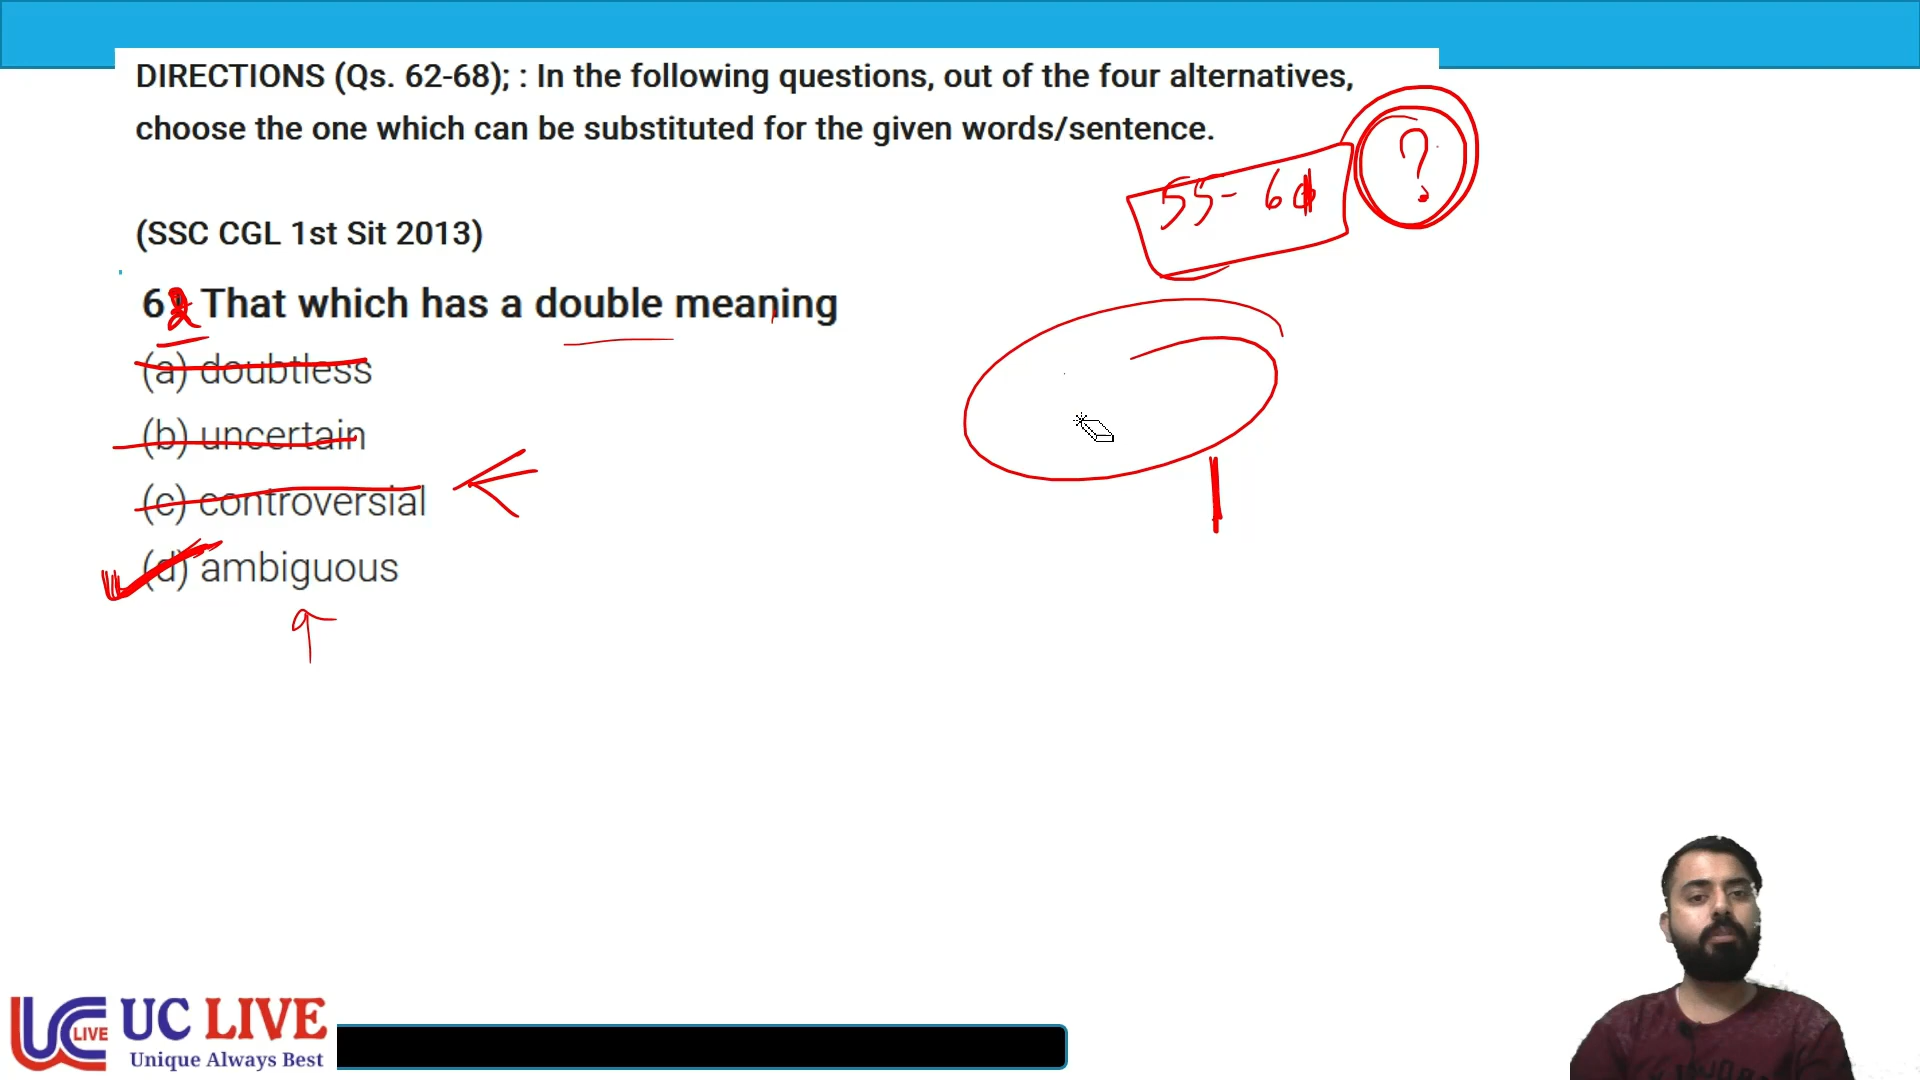 DIRECTIONS (Qs. 62-68); : In the following questions, out of the four alternatives,
choose the one which can be substituted for the given words/sentence.
?
55-61
(SSC CGL 1st Sit 2013)
62 That which has a double meaning
(a) doubtless
(b) uncertain
(c) controversial
(d) ambiguous
UC LIVE
LIVE
Unique Always Best